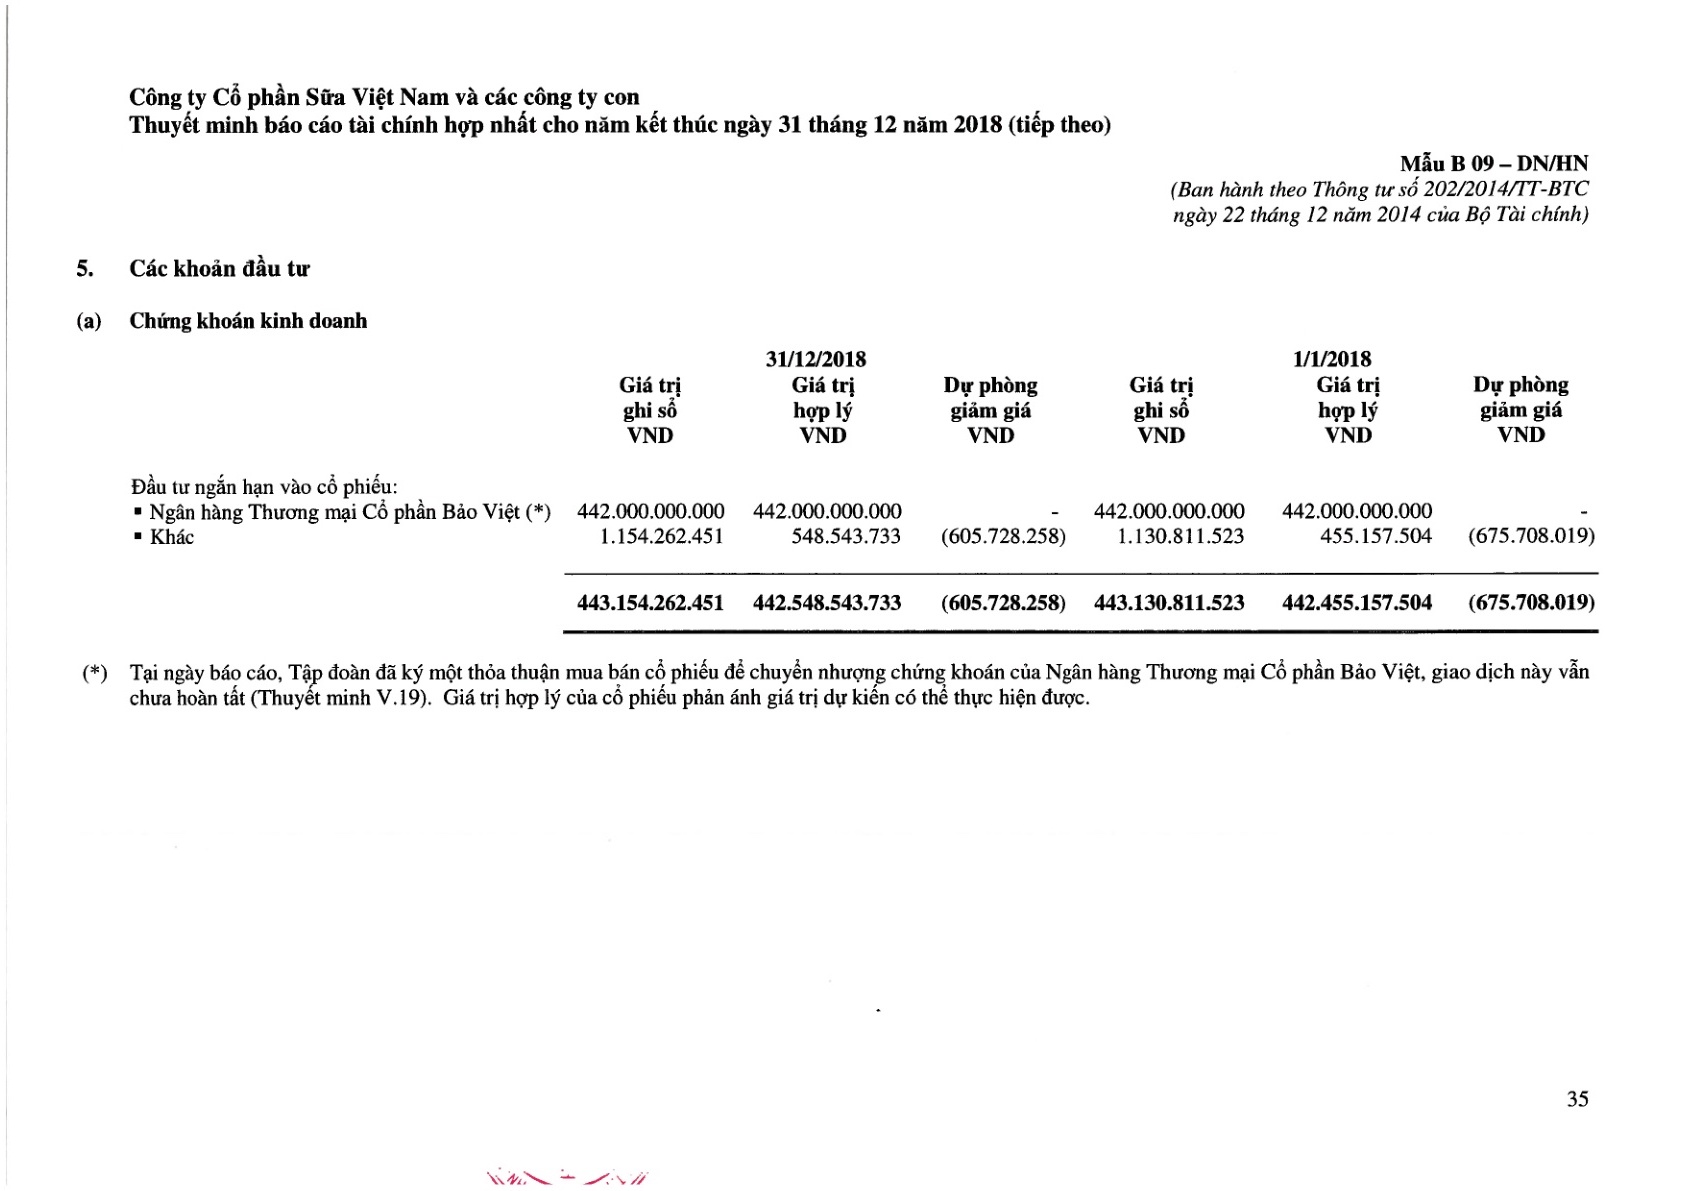 Công ty Cổ phần Sữa Việt Nam và các công ty con
Thuyết minh báo cáo tài chính hợp nhất cho năm kết thúc ngày 31 tháng 12 năm 2018 (tiếp theo)
Mẫu B 09 – DN/HN
(Ban hành theo Thông tư số 202/2014/TT-BTC
ngày 22 tháng 12 năm 2014 của Bộ Tài chính)
5. Các khoản đầu tư
(a) Chứng khoán kinh doanh
31/12/2018 1/1/2018
Giá trị Giá trị Dự phòng Giá trị Giá trị Dự phòng
ghi sổ hợp lý giảm giá ghi sổ hợp lý giảm giá
VND VND VND VND VND VND
Đầu tư ngắn hạn vào cổ phiếu:
▪ Ngân hàng Thương mại Cổ phần Bảo Việt (*) 442.000.000.000 442.000.000.000 - 442.000.000.000 442.000.000.000 -
▪ Khác 1.154.262.451 548.543.733 (605.728.258) 1.130.811.523 455.157.504 (675.708.019)
443.154.262.451 442.548.543.733 (605.728.258) 443.130.811.523 442.455.157.504 (675.708.019)
(*) Tại ngày báo cáo, Tập đoàn đã ký một thỏa thuận mua bán cổ phiếu để chuyển nhượng chứng khoán của Ngân hàng Thương mại Cổ phần Bảo Việt, giao dịch này vẫn
chưa hoàn tất (Thuyết minh V.19). Giá trị hợp lý của cổ phiếu phản ánh giá trị dự kiến có thể thực hiện được.
35